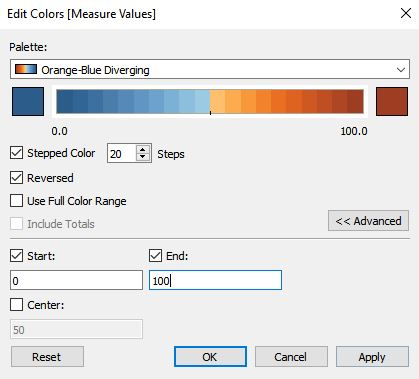 Edit Colors [Measure Values]
Palette:
Orange-Blue Diverging
0.0 100.0
Stepped Color 20 Steps
Reversed
Use Full Color Range
Include Totals
<< Advanced
Start: End:
0 100
Center:
50
Reset OK Cancel Apply